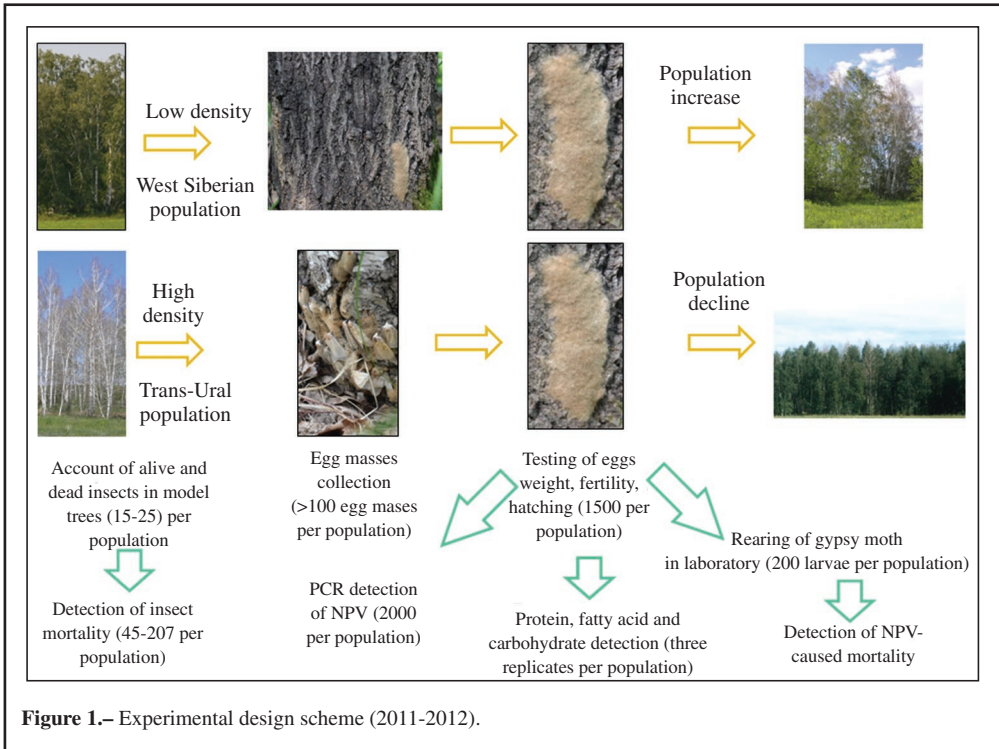 Low density
West Siberian
population
Population
increase
High
density
Trans-Ural
population
Population
decline
Account of alive and
dead insects in model
trees (15-25) per
population
Egg masses
collection
(>100 egg mases
per population)
Testing of eggs
weight, fertility,
hatching (1500 per
population)
Rearing of gypsy moth
in laboratory (200 larvae per population)
Detection of insect
mortality (45-207 per
population)
PCR detection
of NPV (2000
per population)
Protein, fatty acid and
carbohydrate detection (three
replicates per population)
Detection of NPV-
caused mortality
Figure 1.– Experimental design scheme (2011-2012).